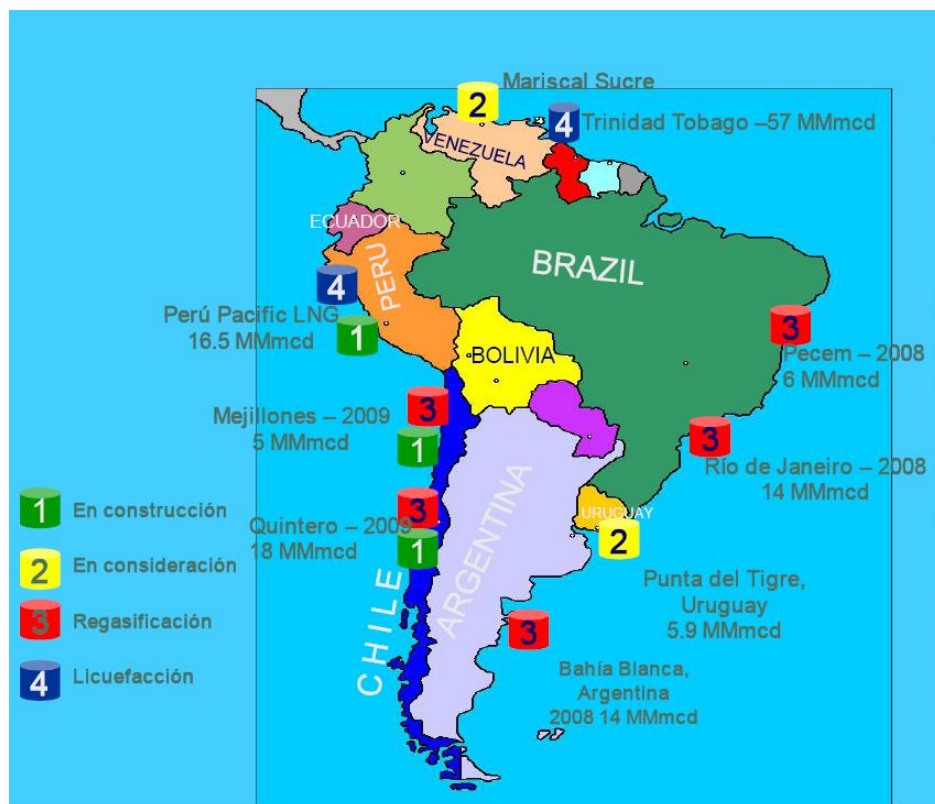 Mariscal Sucre
2
4
Trinidad Tobago –57 MMmcd
VENEZUELA
ECUADOR
PERU
BRAZIL
4
Perú Pacific LNG
16.5 MMmcd
1
BOLIVIA
3
Pecem – 2008
6 MMmcd
3
Mejillones – 2009
5 MMmcd
1
3
Río de Janeiro – 2008
14 MMmcd
3
Quintero – 2009
18 MMmcd
1
ARGENTINA
URUGUAY
2
Punta del Tigre,
Uruguay
5.9 MMmcd
CHILE
3
Bahía Blanca,
Argentina
2008 14 MMmcd
1 En construcción
2 En consideración
3 Regasificación
4 Licuefacción